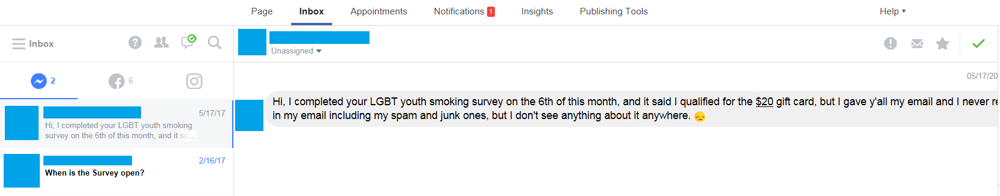 Page Inbox Appointments Notifications 1 Insights Publishing Tools Help
Inbox
Unassigned
2 6
05/17/20
5/17/17
Hi, I completed your LGBT youth smoking
survey on the 6th of this month, and it sa...
Hi, I completed your LGBT youth smoking survey on the 6th of this month, and it said I qualified for the $20 gift card, but I gave y'all my email and I never re
in my email including my spam and junk ones, but I don't see anything about it anywhere. 😞
2/16/17
When is the Survey open?